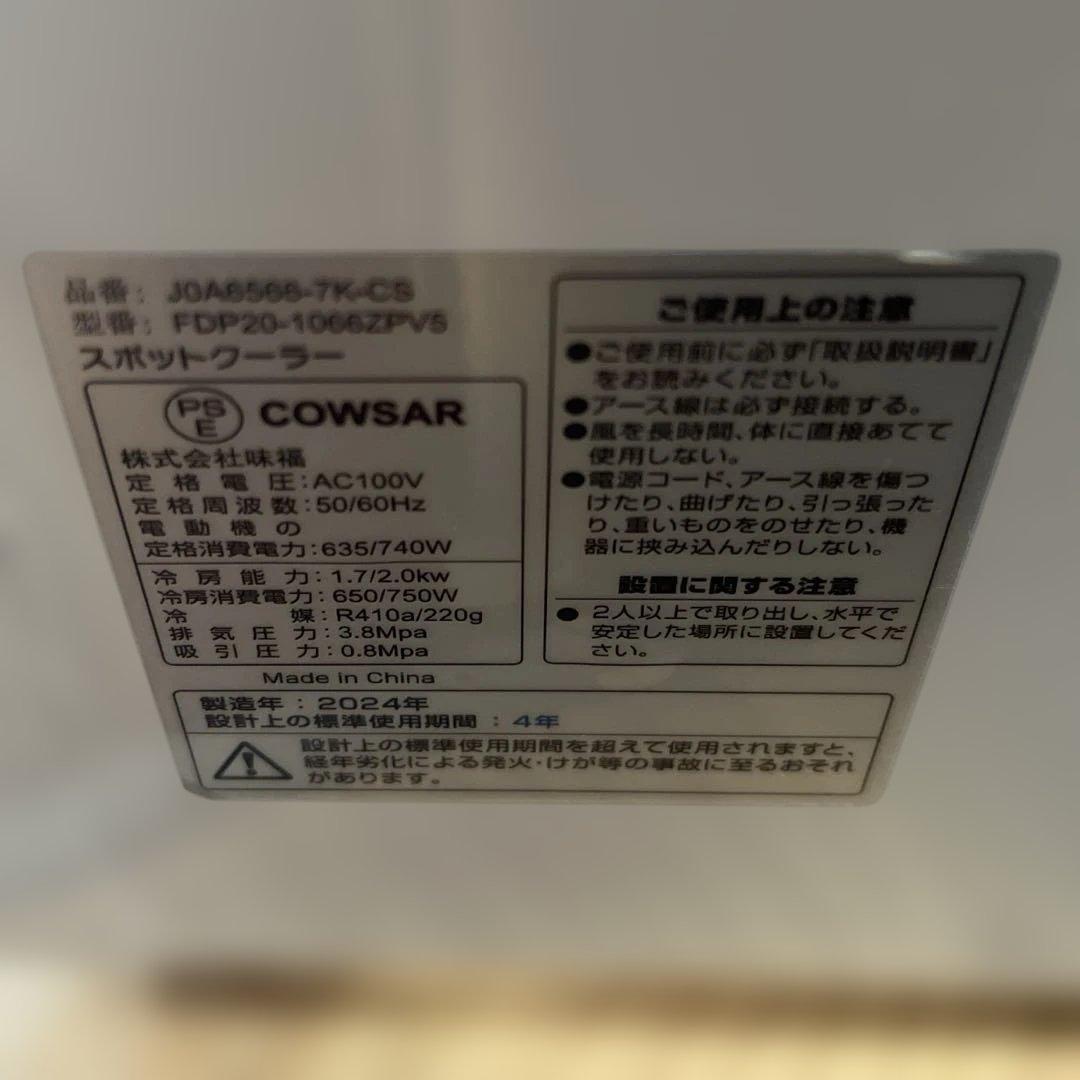 品番：J0A6566-7K-CS
型番：FDP20-1066ZPV5
スポットクーラー
PSE COWSAR
株式会社味福
定格電圧：AC100V
定格周波数：50/60Hz
電動機の
定格消費電力：635/740W
冷房能力：1.7/2.0kw
冷房消費電力：650/750W
冷媒：R410a/220g
排気圧力：3.8Mpa
吸引圧力：0.8Mpa
Made in China
ご使用上の注意
●ご使用前に必ず「取扱説明書」
をお読みください。
●アース線は必ず接続する。
●風を長時間、体に直接あてて
使用しない。
●電源コード、アース線を傷つ
けたり、曲げたり、引っ張った
り、重いものをのせたり、機
器に挟み込んだりしない。
設置に関する注意
●2人以上で取り出し、水平で
安定した場所に設置してくだ
さい。
製造年：2024年
設計上の標準使用期間：4年
設計上の標準使用期間を超えて使用されますと、
経年劣化による発火・けが等の事故に至るおそれ
があります。